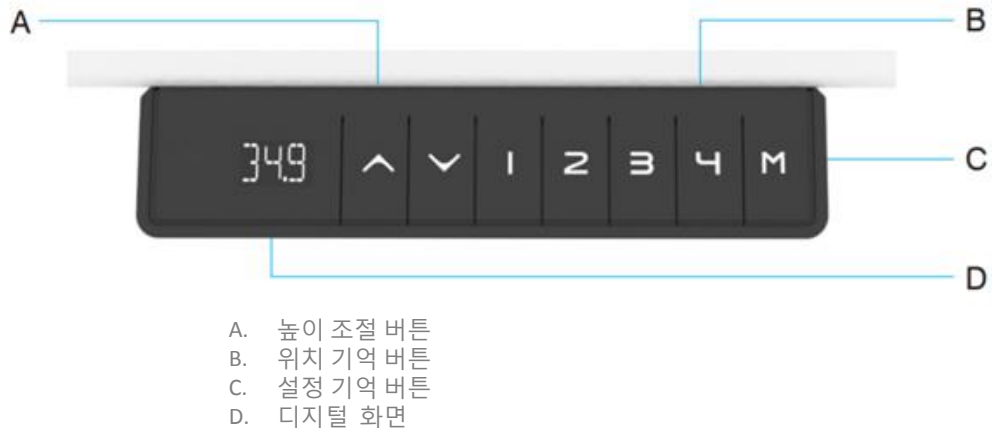 A
B
34.9
1
2
3
4
M
C
D
A. 높이 조절 버튼
B. 위치 기억 버튼
C. 설정 기억 버튼
D. 디지털 화면